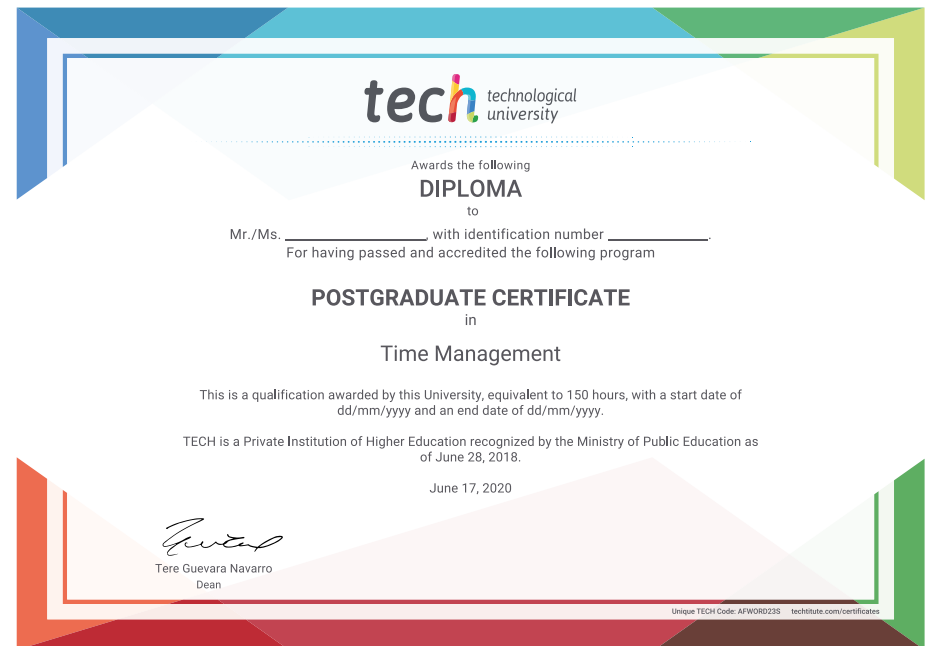 tech technological
university
Awards the following
DIPLOMA
to
Mr./Ms. ____________________, with identification number ______________.
For having passed and accredited the following program
POSTGRADUATE CERTIFICATE
in
Time Management
This is a qualification awarded by this University, equivalent to 150 hours, with a start date of
dd/mm/yyyy and an end date of dd/mm/yyyy.
TECH is a Private Institution of Higher Education recognized by the Ministry of Public Education as
of June 28, 2018.
June 17, 2020
Tere Guevara Navarro
Dean
Unique TECH Code: AFWORD23S techtitute.com/certificates